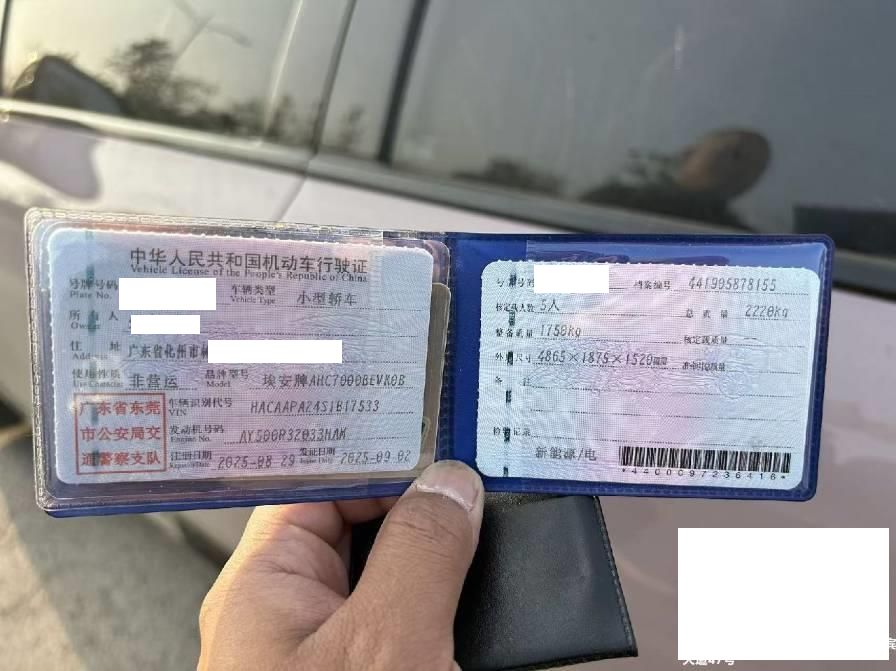 中华人民共和国机动车行驶证
Vehicle License of the People's Republic of China
号牌号码
Plate No.
车辆类型
Vehicle Type
小型轿车
所有人
Owner
住址
Address
广东省化州市
使用性质
Use Character
非营运
品牌型号
Model
埃安牌AHC7000BEVK0B
广东省东莞
市公安局交
通警察支队
车辆识别代号
VIN
HACAAPA24S1B17533
发动机号码
Engine No.
AY500R32033HAK
注册日期
Register Date
2025-08-29
发证日期
Issue Date
2025-09-02
号牌号码
档案编号
441905878155
核定载人数
5人
总质量
2220kg
整备质量
1750kg
核定载质量
外廓尺寸
4865×1875×1520mm
准牵引总质量
备注
检验记录
新能源/电
*4400097236416*
大道47号